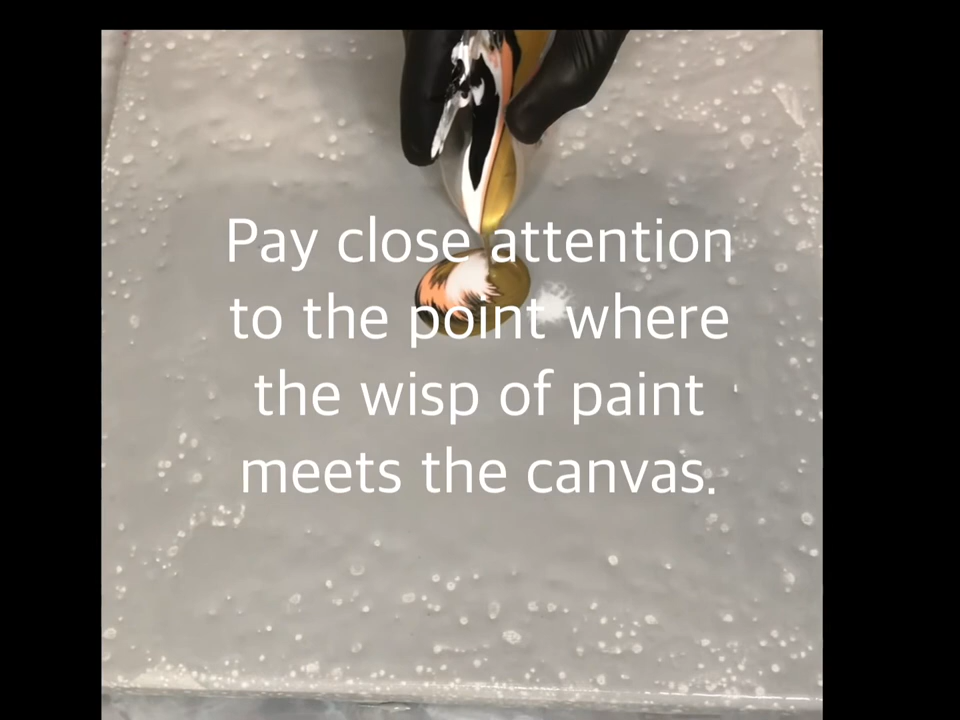 Pay close attention
to the point where
the wisp of paint
meets the canvas.